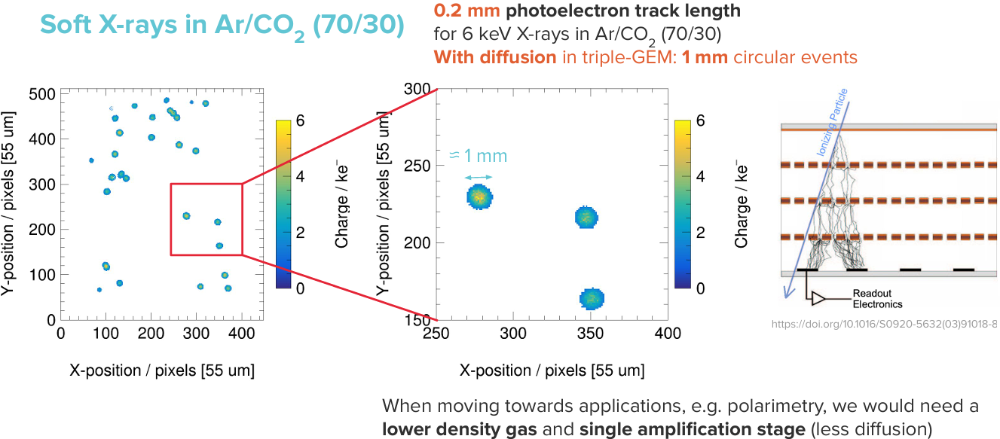 Soft X-rays in Ar/CO2 (70/30)
0.2 mm photoelectron track length
for 6 keV X-rays in Ar/CO2 (70/30)
With diffusion in triple-GEM: 1 mm circular events
Y-position / pixels [55 um]
500
400
300
200
100
0
0 100 200 300 400
X-position / pixels [55 um]
6
4
2
0
Charge / ke⁻
Y-position / pixels [55 um]
300
250
200
150
250 300 350 400
X-position / pixels [55 um]
≈ 1 mm
6
4
2
0
Charge / ke⁻
Ionizing Particle
Readout
Electronics
https://doi.org/10.1016/S0920-5632(03)91018-8
When moving towards applications, e.g. polarimetry, we would need a
lower density gas and single amplification stage (less diffusion)